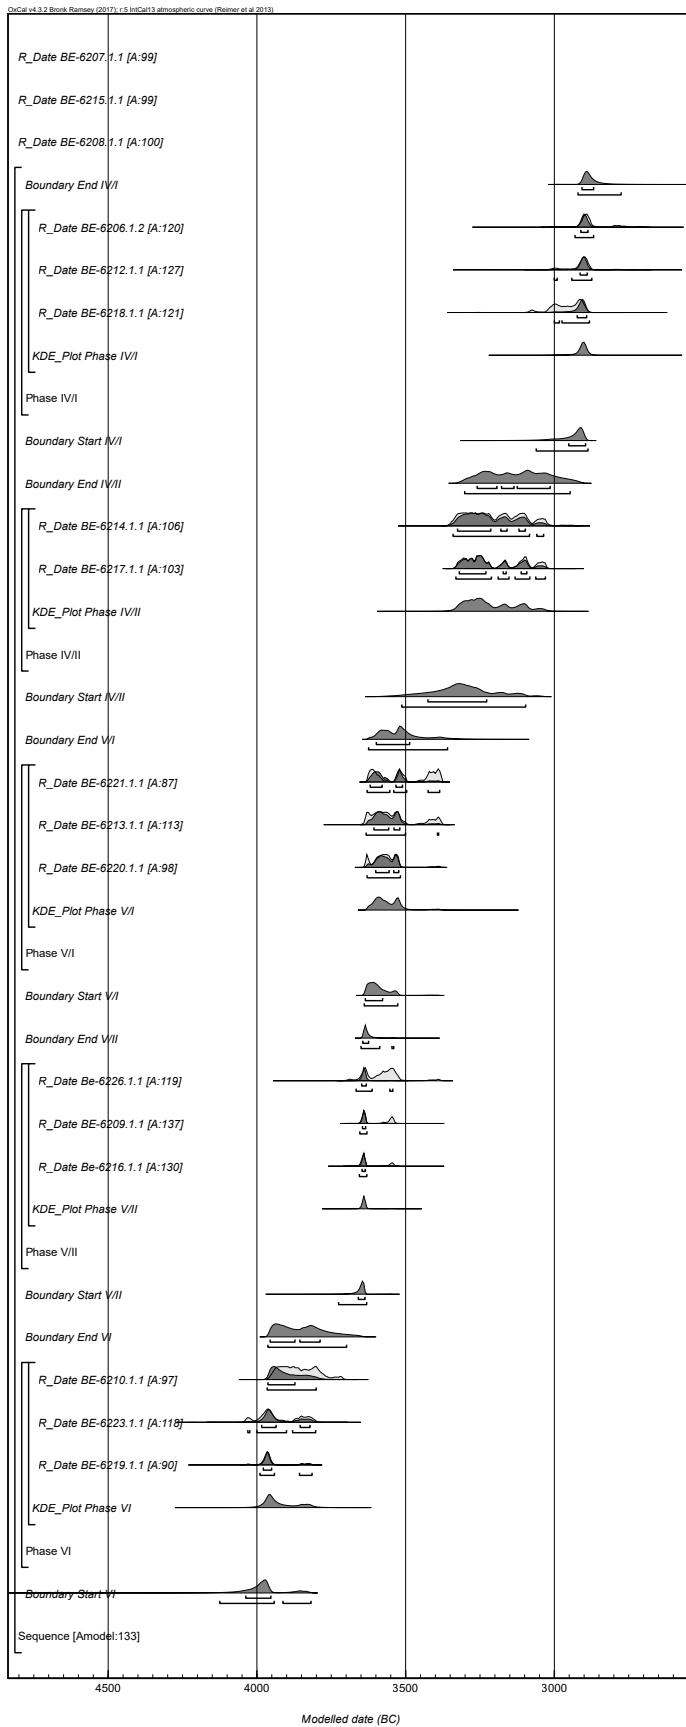 OxCal v4.3.2 Bronk Ramsey (2017); r:5 IntCal13 atmospheric curve (Reimer et al 2013)
R_Date BE-6207.1.1 [A:99]
R_Date BE-6215.1.1 [A:99]
R_Date BE-6208.1.1 [A:100]
Boundary End IV/I
R_Date BE-6206.1.2 [A:120]
R_Date BE-6212.1.1 [A:127]
R_Date BE-6218.1.1 [A:121]
KDE_Plot Phase IV/I
Phase IV/I
Boundary Start IV/I
Boundary End IV/II
R_Date BE-6214.1.1 [A:106]
R_Date BE-6217.1.1 [A:103]
KDE_Plot Phase IV/II
Phase IV/II
Boundary Start IV/II
Boundary End V/I
R_Date BE-6221.1.1 [A:87]
R_Date BE-6213.1.1 [A:113]
R_Date BE-6220.1.1 [A:98]
KDE_Plot Phase V/I
Phase V/I
Boundary Start V/I
Boundary End V/II
R_Date Be-6226.1.1 [A:119]
R_Date BE-6209.1.1 [A:137]
R_Date Be-6216.1.1 [A:130]
KDE_Plot Phase V/II
Phase V/II
Boundary Start V/II
Boundary End VI
R_Date BE-6210.1.1 [A:97]
R_Date BE-6223.1.1 [A:118]
R_Date BE-6219.1.1 [A:90]
KDE_Plot Phase VI
Phase VI
Boundary Start VI
Sequence [Amodel:133]
4500 4000 3500 3000
Modelled date (BC)